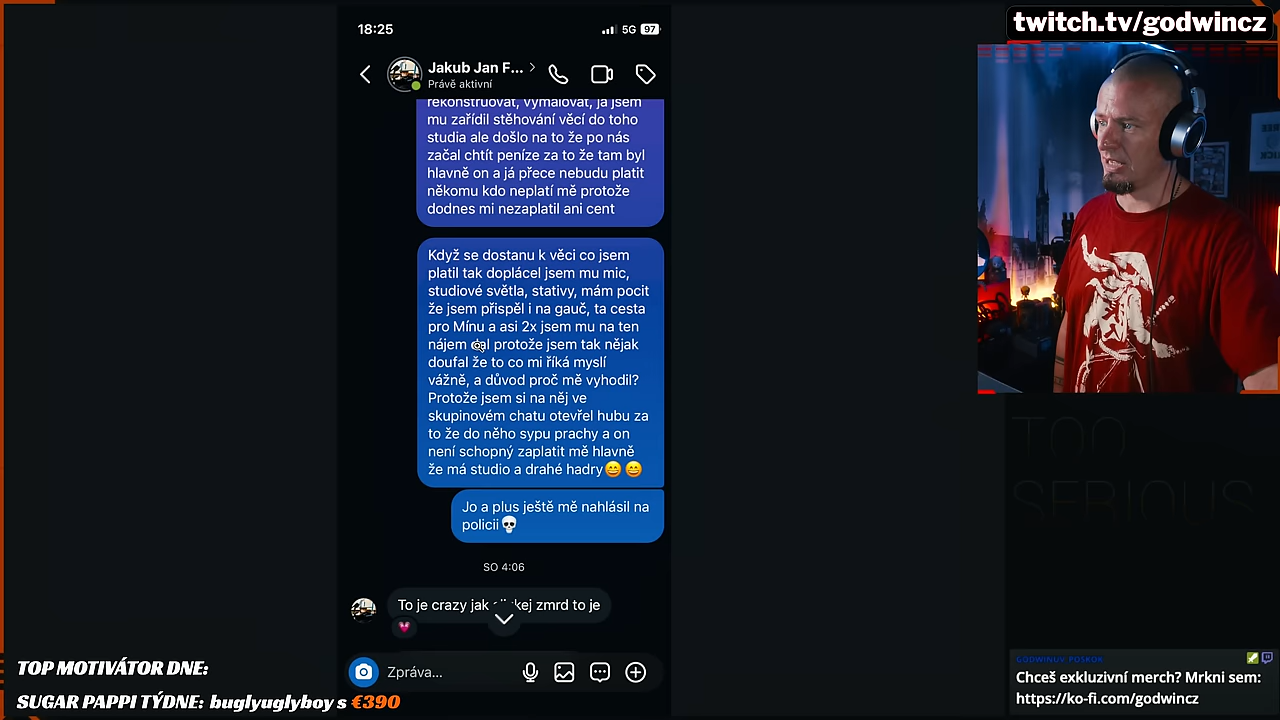 twitch.tv/godwincz
18:25
5G 97
Jakub Jan F...
Právě aktivní
rekonstruovat, vymalovat, já jsem
mu zařídil stěhování věcí do toho
studia ale došlo na to že po nás
začal chtít peníze za to že tam byl
hlavně on a já přece nebudu platit
někomu kdo neplatí mě protože
dodnes mi nezaplatil ani cent
Když se dostanu k věci co jsem
platil tak doplácel jsem mu mic,
studiové světla, stativy, mám pocit
že jsem přispěl i na gauč, ta cesta
pro Mínu a asi 2x jsem mu na ten
nájem dal protože jsem tak nějak
doufal že to co mi říká myslí
vážně, a důvod proč mě vyhodil?
Protože jsem si na něj ve
skupinovém chatu otevřel hubu za
to že do něho sypu prachy a on
není schopný zaplatit mě hlavně
že má studio a drahé hadry😄😄
Jo a plus ještě mě nahlásil na
policii💀
SO 4:06
To je crazy jak zmrd to je
Zpráva...
TOO
SERIOUS
TOP MOTIVÁTOR DNE:
SUGAR PAPPI TÝDNE: buglyuglyboy s €390
GODWINUV POSKOK
Chceš exkluzivní merch? Mrkni sem:
https://ko-fi.com/godwincz